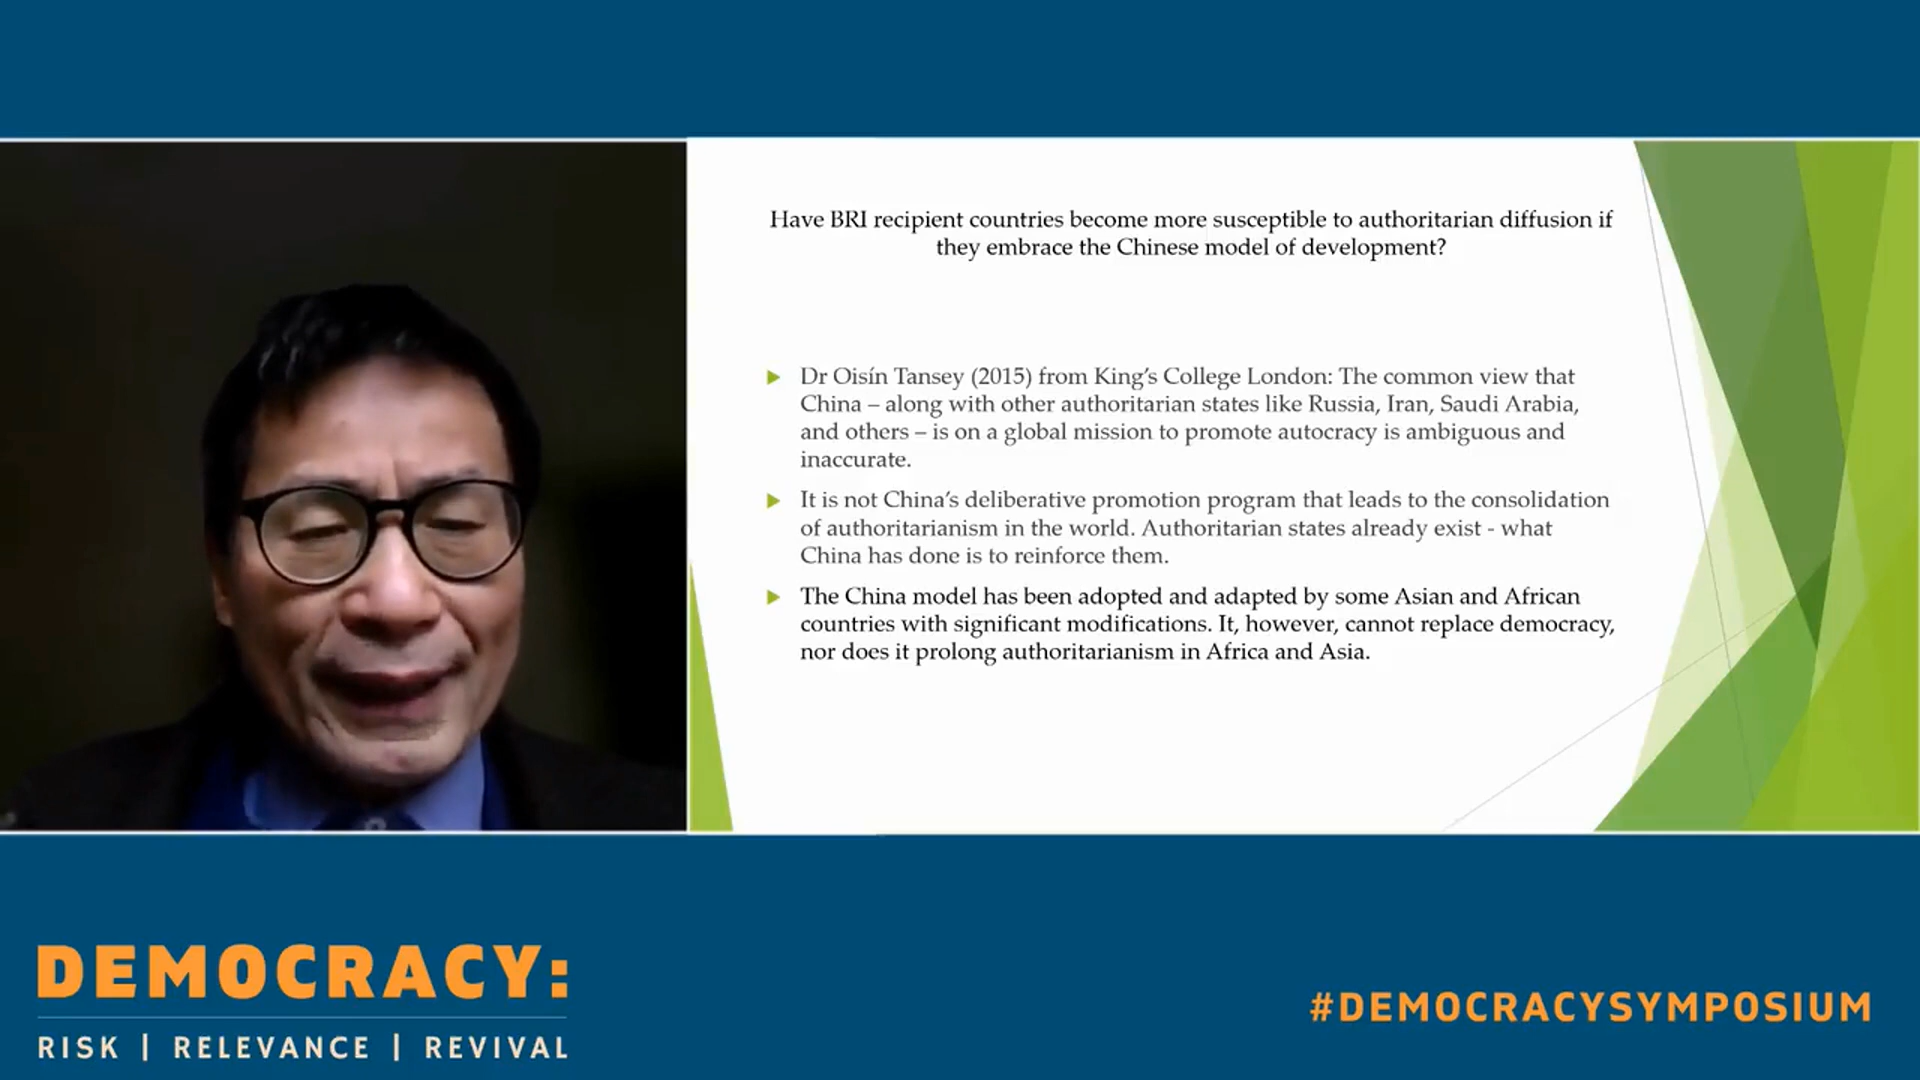 Have BRI recipient countries become more susceptible to authoritarian diffusion if
they embrace the Chinese model of development?
Dr Oisín Tansey (2015) from King’s College London: The common view that
China – along with other authoritarian states like Russia, Iran, Saudi Arabia,
and others – is on a global mission to promote autocracy is ambiguous and
inaccurate.
It is not China’s deliberative promotion program that leads to the consolidation
of authoritarianism in the world. Authoritarian states already exist - what
China has done is to reinforce them.
The China model has been adopted and adapted by some Asian and African
countries with significant modifications. It, however, cannot replace democracy,
nor does it prolong authoritarianism in Africa and Asia.
DEMOCRACY:
RISK | RELEVANCE | REVIVAL
#DEMOCRACYSYMPOSIUM